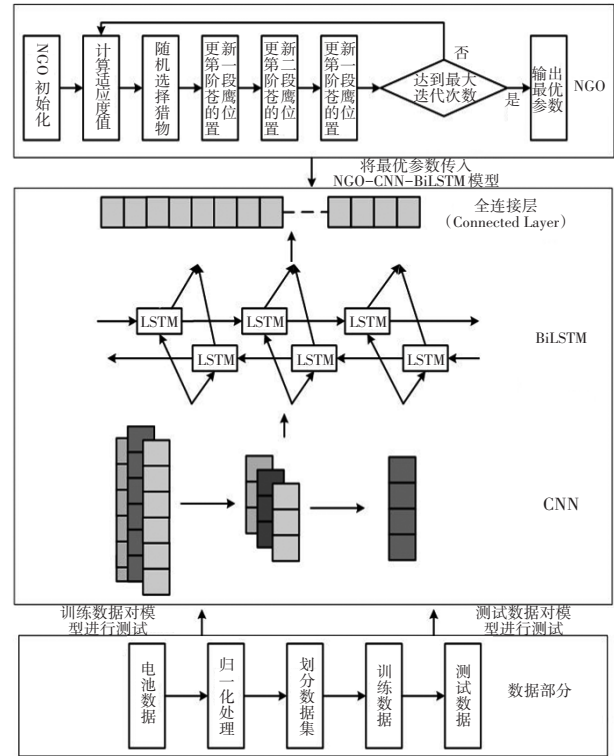 NGO 初始化
计算适应度值
随机选择猎物
更新第一阶段苍鹰的位置
更新第二阶段苍鹰的位置
更新第一阶段苍鹰的位置
达到最大
迭代次数
否
是
输出最优参数
NGO
将最优参数传入
NGO-CNN-BiLSTM模型
全连接层
（Connected Layer）
LSTM LSTM LSTM
LSTM LSTM LSTM
BiLSTM
CNN
训练数据对模
型进行测试
测试数据对模
型进行测试
电池数据
归一化处理
划分数据集
训练数据
测试数据
数据部分